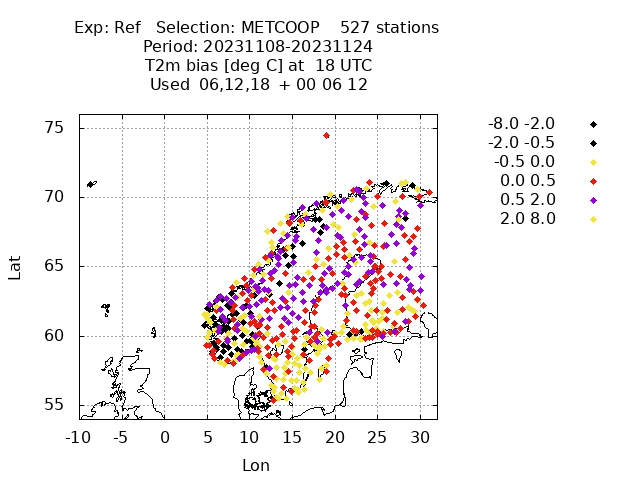 Exp: Ref   Selection: METCOOP    527 stations
Period: 20231108-20231124
T2m bias [deg C] at  18 UTC
Used  06,12,18  + 00 06 12
-8.0 -2.0
-2.0 -0.5
-0.5 0.0
0.0 0.5
0.5 2.0
2.0 8.0
75
70
65
60
55
Lat
-10 -5 0 5 10 15 20 25 30
Lon